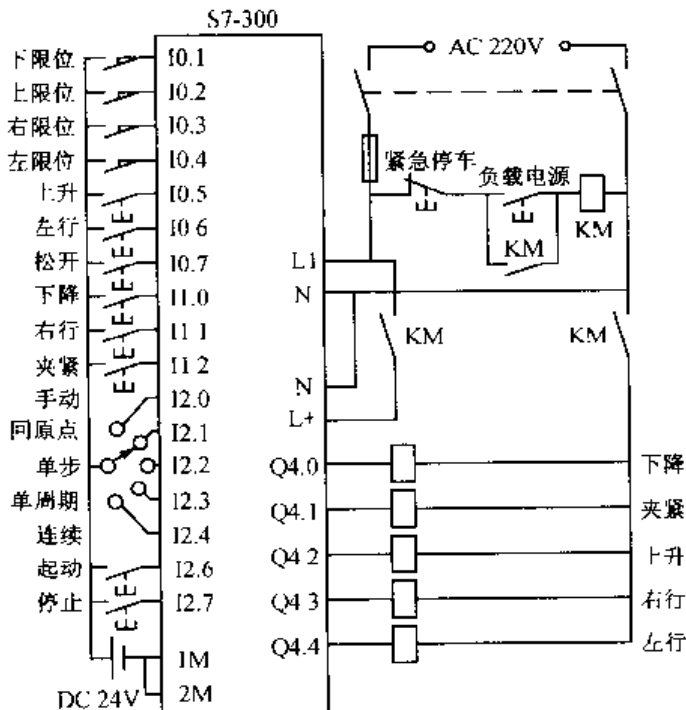 S7-300
下限位 I0.1
上限位 I0.2
右限位 I0.3
左限位 I0.4
上升 I0.5
左行 I0 6
松开 I0.7
下降 I1.0
右行 I1 1
夹紧 I1 2
手动 I2.0
回原点 I2.1
单步 I2.2
单周期 I2.3
连续 I2.4
起动 I2.6
停止 I2.7
1M
DC 24V 2M
AC 220V
紧急停车
负载电源
KM
KM
L1
N
KM
KM
N
L+
Q4.0 下降
Q4.1 夹紧
Q4 2 上升
Q4 3 右行
Q4.4 左行